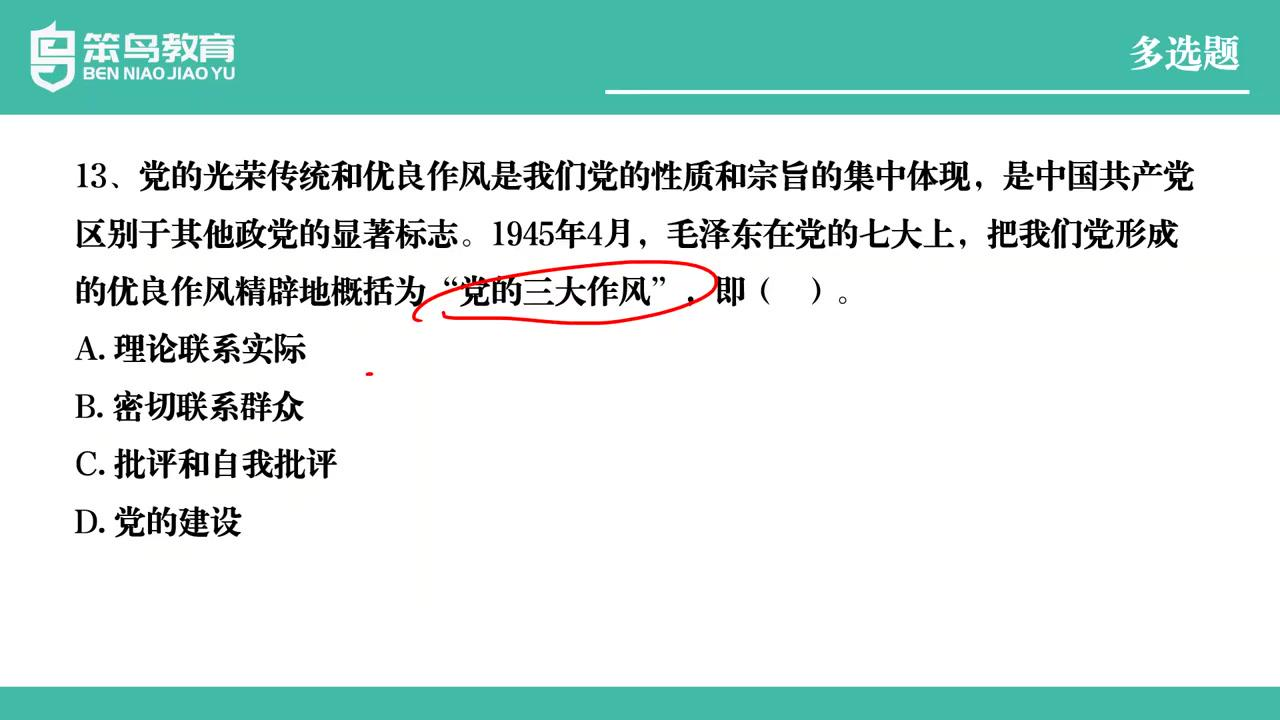 笨鸟教育
BEN NIAO JIAO YU
多选题
13、党的光荣传统和优良作风是我们党的性质和宗旨的集中体现，是中国共产党
区别于其他政党的显著标志。1945年4月，毛泽东在党的七大上，把我们党形成
的优良作风精辟地概括为“党的三大作风”，即（ ）。
A. 理论联系实际
B. 密切联系群众
C. 批评和自我批评
D. 党的建设